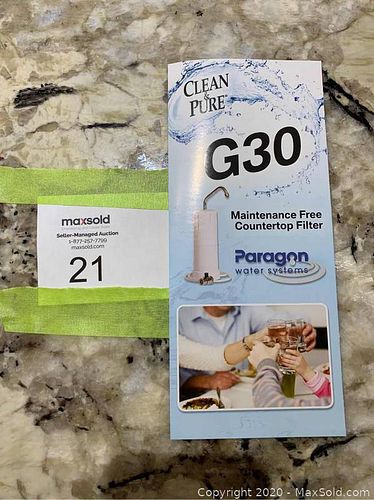 CLEAN
&
PURE
G30
Maintenance Free
Countertop Filter
Paragon
water systems
maxsold
Seller-Managed Auction
1-877-257-7799
maxsold.com
21
Copyright 2020 - MaxSold.com